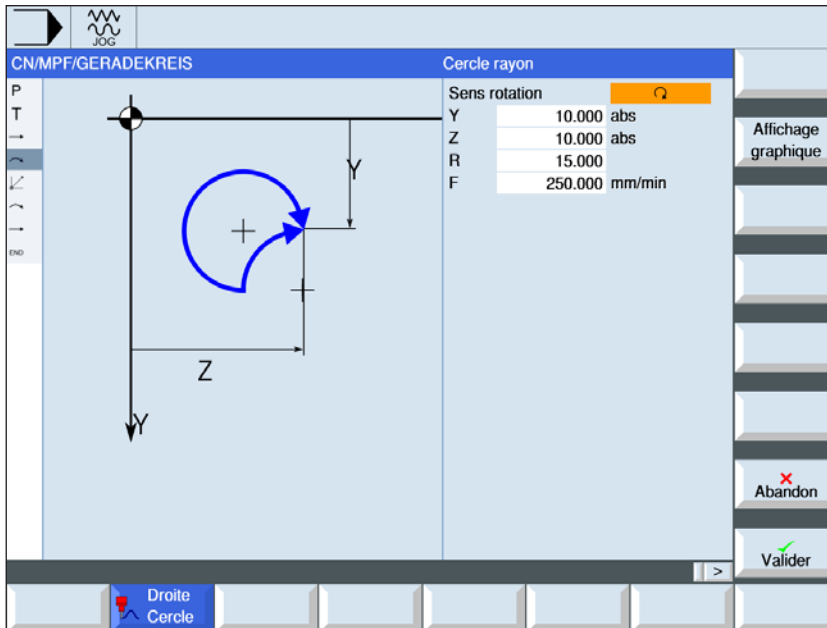 JOG
CN/MPF/GERADEKREIS
Cercle rayon
P
T
END
Y
Z
Y
Sens rotation
Y 10.000 abs
Z 10.000 abs
R 15.000
F 250.000 mm/min
Affichage
graphique
Abandon
Valider
>
Droite
Cercle